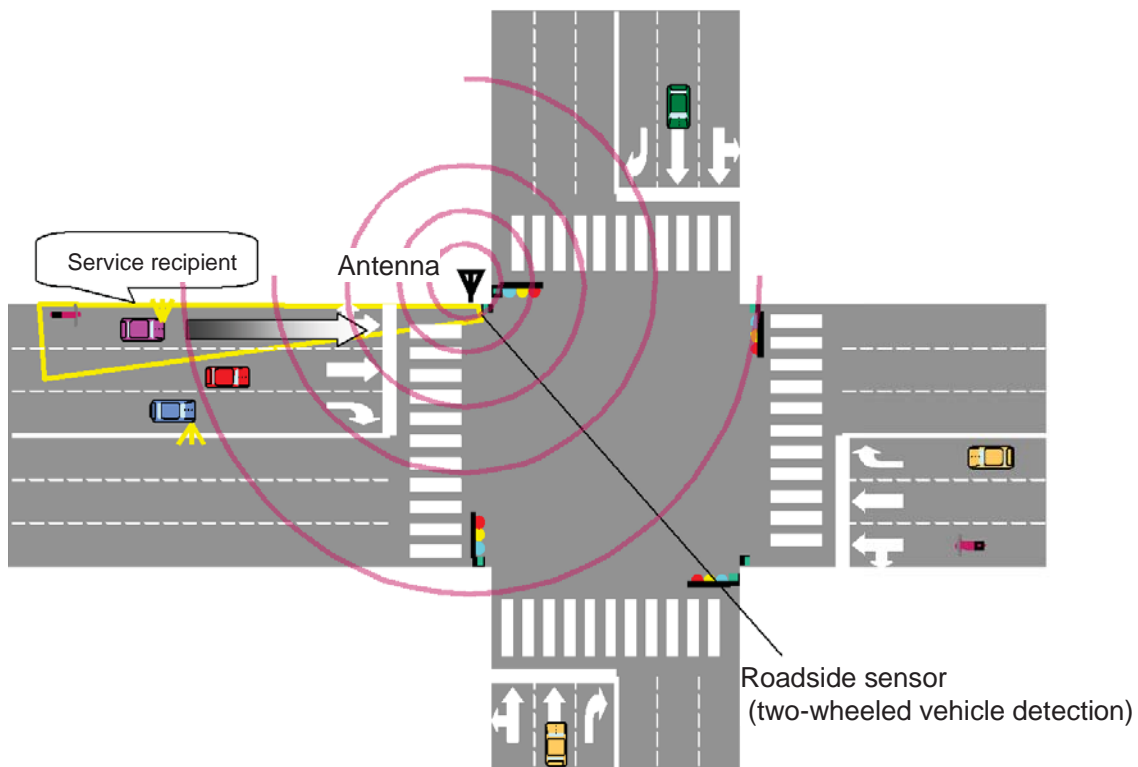 Service recipient
Antenna
Roadside sensor
(two-wheeled vehicle detection)